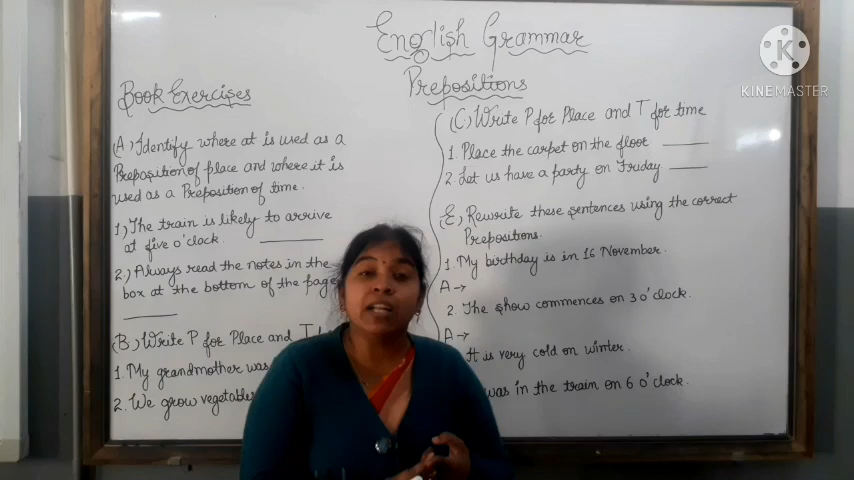 English Grammar
Prepositions
Book Exercises
(A) Identify where at is used as a
Preposition of place and where it is
used as a Preposition of time.
1.) The train is likely to arrive
at five o'clock.
2.) Always read the notes in the
box at the bottom of the page
(B) Write P for Place and T
1. My grandmother was
2. We grow vegetables
(C) Write P for Place and T for time
1. Place the carpet on the floor
2. Let us have a party on Friday
(E) Rewrite these sentences using the correct
Prepositions.
1. My birthday is in 16 November.
A →
2. The show commences on 3 o'clock.
A →
It is very cold on winter.
was in the train on 6 o'clock.
K
KINEMASTER